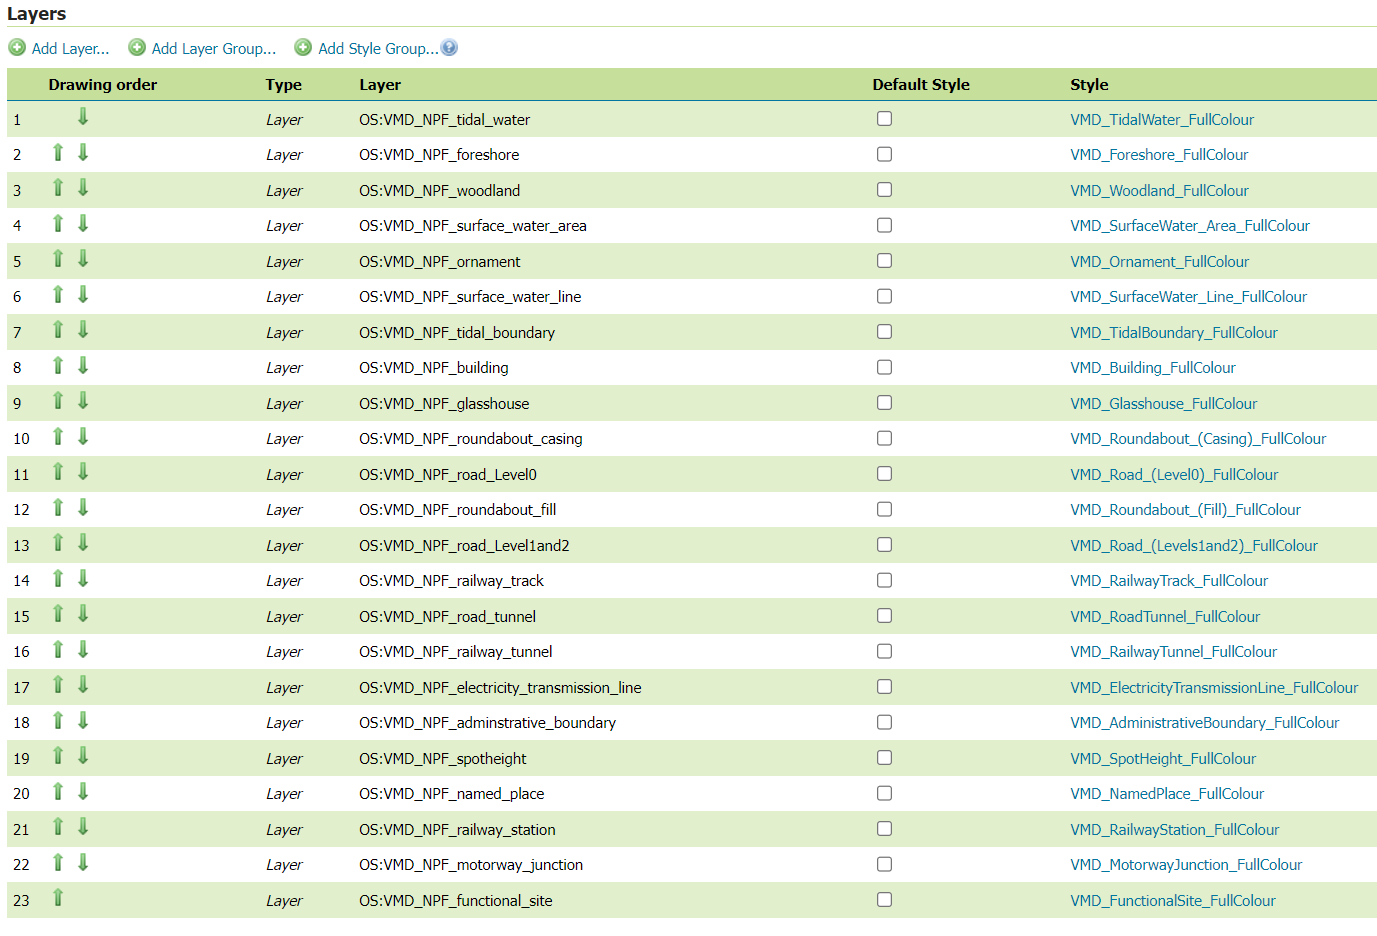 Layers
Add Layer... Add Layer Group... Add Style Group...
Drawing order Type Layer Default Style Style
1 Layer OS:VMD_NPF_tidal_water VMD_TidalWater_FullColour
2 Layer OS:VMD_NPF_foreshore VMD_Foreshore_FullColour
3 Layer OS:VMD_NPF_woodland VMD_Woodland_FullColour
4 Layer OS:VMD_NPF_surface_water_area VMD_SurfaceWater_Area_FullColour
5 Layer OS:VMD_NPF_ornament VMD_Ornament_FullColour
6 Layer OS:VMD_NPF_surface_water_line VMD_SurfaceWater_Line_FullColour
7 Layer OS:VMD_NPF_tidal_boundary VMD_TidalBoundary_FullColour
8 Layer OS:VMD_NPF_building VMD_Building_FullColour
9 Layer OS:VMD_NPF_glasshouse VMD_Glasshouse_FullColour
10 Layer OS:VMD_NPF_roundabout_casing VMD_Roundabout_(Casing)_FullColour
11 Layer OS:VMD_NPF_road_Level0 VMD_Road_(Level0)_FullColour
12 Layer OS:VMD_NPF_roundabout_fill VMD_Roundabout_(Fill)_FullColour
13 Layer OS:VMD_NPF_road_Level1and2 VMD_Road_(Levels1and2)_FullColour
14 Layer OS:VMD_NPF_railway_track VMD_RailwayTrack_FullColour
15 Layer OS:VMD_NPF_road_tunnel VMD_RoadTunnel_FullColour
16 Layer OS:VMD_NPF_railway_tunnel VMD_RailwayTunnel_FullColour
17 Layer OS:VMD_NPF_electricity_transmission_line VMD_ElectricityTransmissionLine_FullColour
18 Layer OS:VMD_NPF_adminstrative_boundary VMD_AdministrativeBoundary_FullColour
19 Layer OS:VMD_NPF_spotheight VMD_SpotHeight_FullColour
20 Layer OS:VMD_NPF_named_place VMD_NamedPlace_FullColour
21 Layer OS:VMD_NPF_railway_station VMD_RailwayStation_FullColour
22 Layer OS:VMD_NPF_motorway_junction VMD_MotorwayJunction_FullColour
23 Layer OS:VMD_NPF_functional_site VMD_FunctionalSite_FullColour